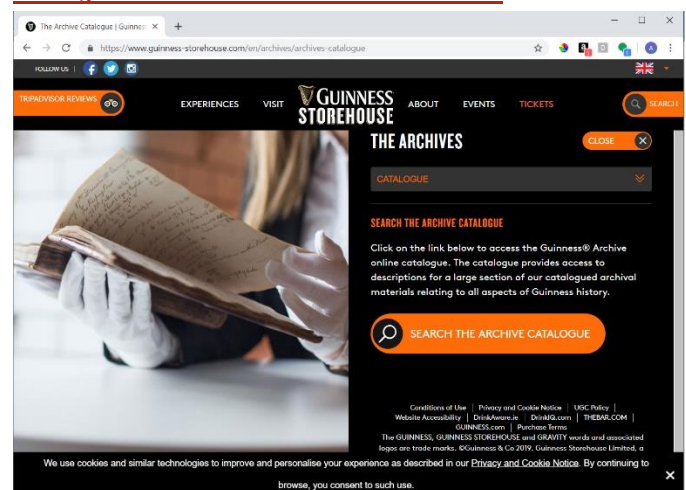 The Archive Catalogue | Guinnes
https://www.guinness-storehouse.com/en/archives/archives-catalogue
FOLLOW US |
TRIPADVISOR REVIEWS
EXPERIENCES VISIT GUINNESS STOREHOUSE ABOUT EVENTS TICKETS SEARCH
THE ARCHIVES
CLOSE
CATALOGUE
SEARCH THE ARCHIVE CATALOGUE
Click on the link below to access the Guinness® Archive
online catalogue. The catalogue provides access to
descriptions for a large section of our catalogued archival
materials relating to all aspects of Guinness history.
SEARCH THE ARCHIVE CATALOGUE
Conditions of Use | Privacy and Cookie Notice | UGC Policy |
Website Accessibility | DrinkAware.ie | DrinkIQ.com | THEBAR.COM |
GUINNESS.com | Purchase Terms
The GUINNESS, GUINNESS STOREHOUSE and GRAVITY words and associated
logos are trade marks. ©Guinness & Co 2019. Guinness Storehouse Limited, a
We use cookies and similar technologies to improve and personalise your experience as described in our Privacy and Cookie Notice. By continuing to
browse, you consent to such use.